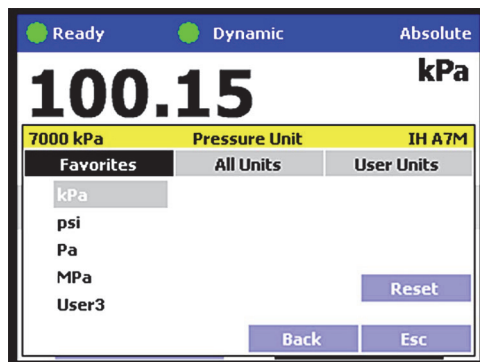 Ready Dynamic Absolute
100.15 kPa
7000 kPa Pressure Unit IH A7M
Favorites All Units User Units
kPa
psi
Pa
MPa
Reset
User3
Back Esc